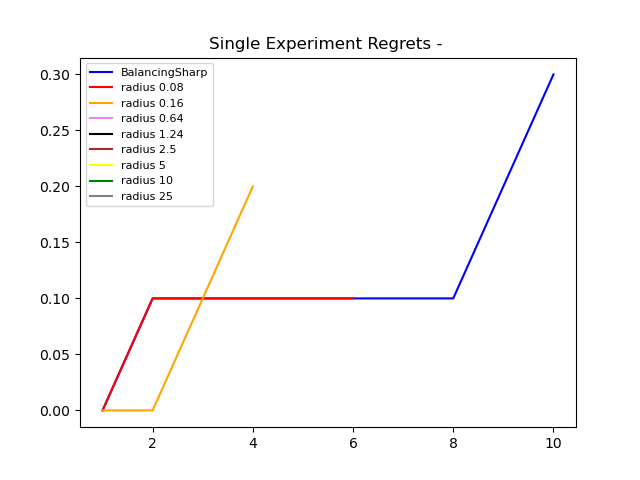 Single Experiment Regrets -
BalancingSharp
radius 0.08
radius 0.16
radius 0.64
radius 1.24
radius 2.5
radius 5
radius 10
radius 25
0.30
0.25
0.20
0.15
0.10
0.05
0.00
2 4 6 8 10